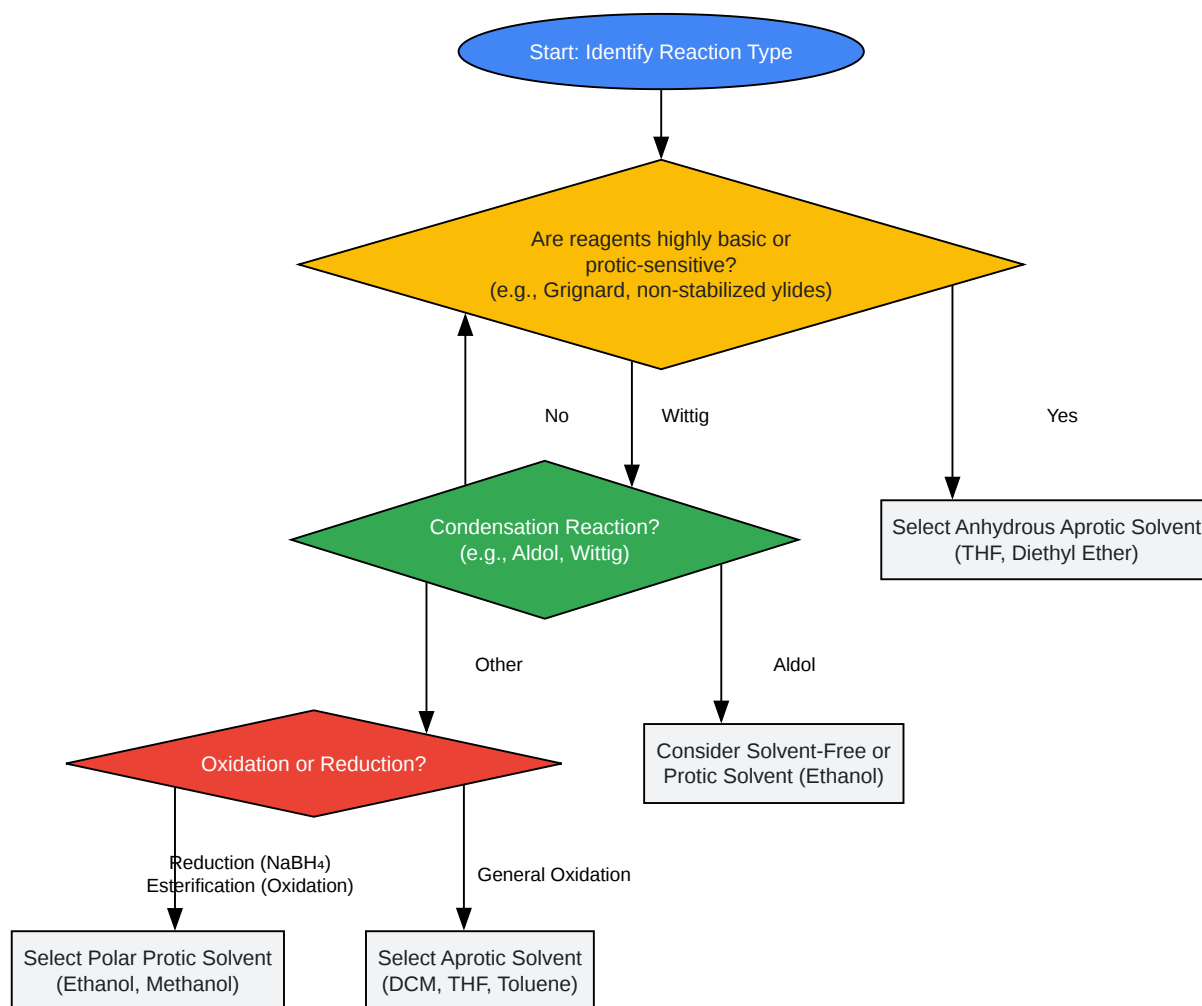 Start: Identify Reaction Type
Are reagents highly basic or
protic-sensitive?
(e.g., Grignard, non-stabilized ylides)
No
Wittig
Yes
Condensation Reaction?
(e.g., Aldol, Wittig)
Select Anhydrous Aprotic Solvent
(THF, Diethyl Ether)
Other
Aldol
Oxidation or Reduction?
Consider Solvent-Free or
Protic Solvent (Ethanol)
Reduction (NaBH₄)
Esterification (Oxidation)
General Oxidation
Select Polar Protic Solvent
(Ethanol, Methanol)
Select Aprotic Solvent
(DCM, THF, Toluene)